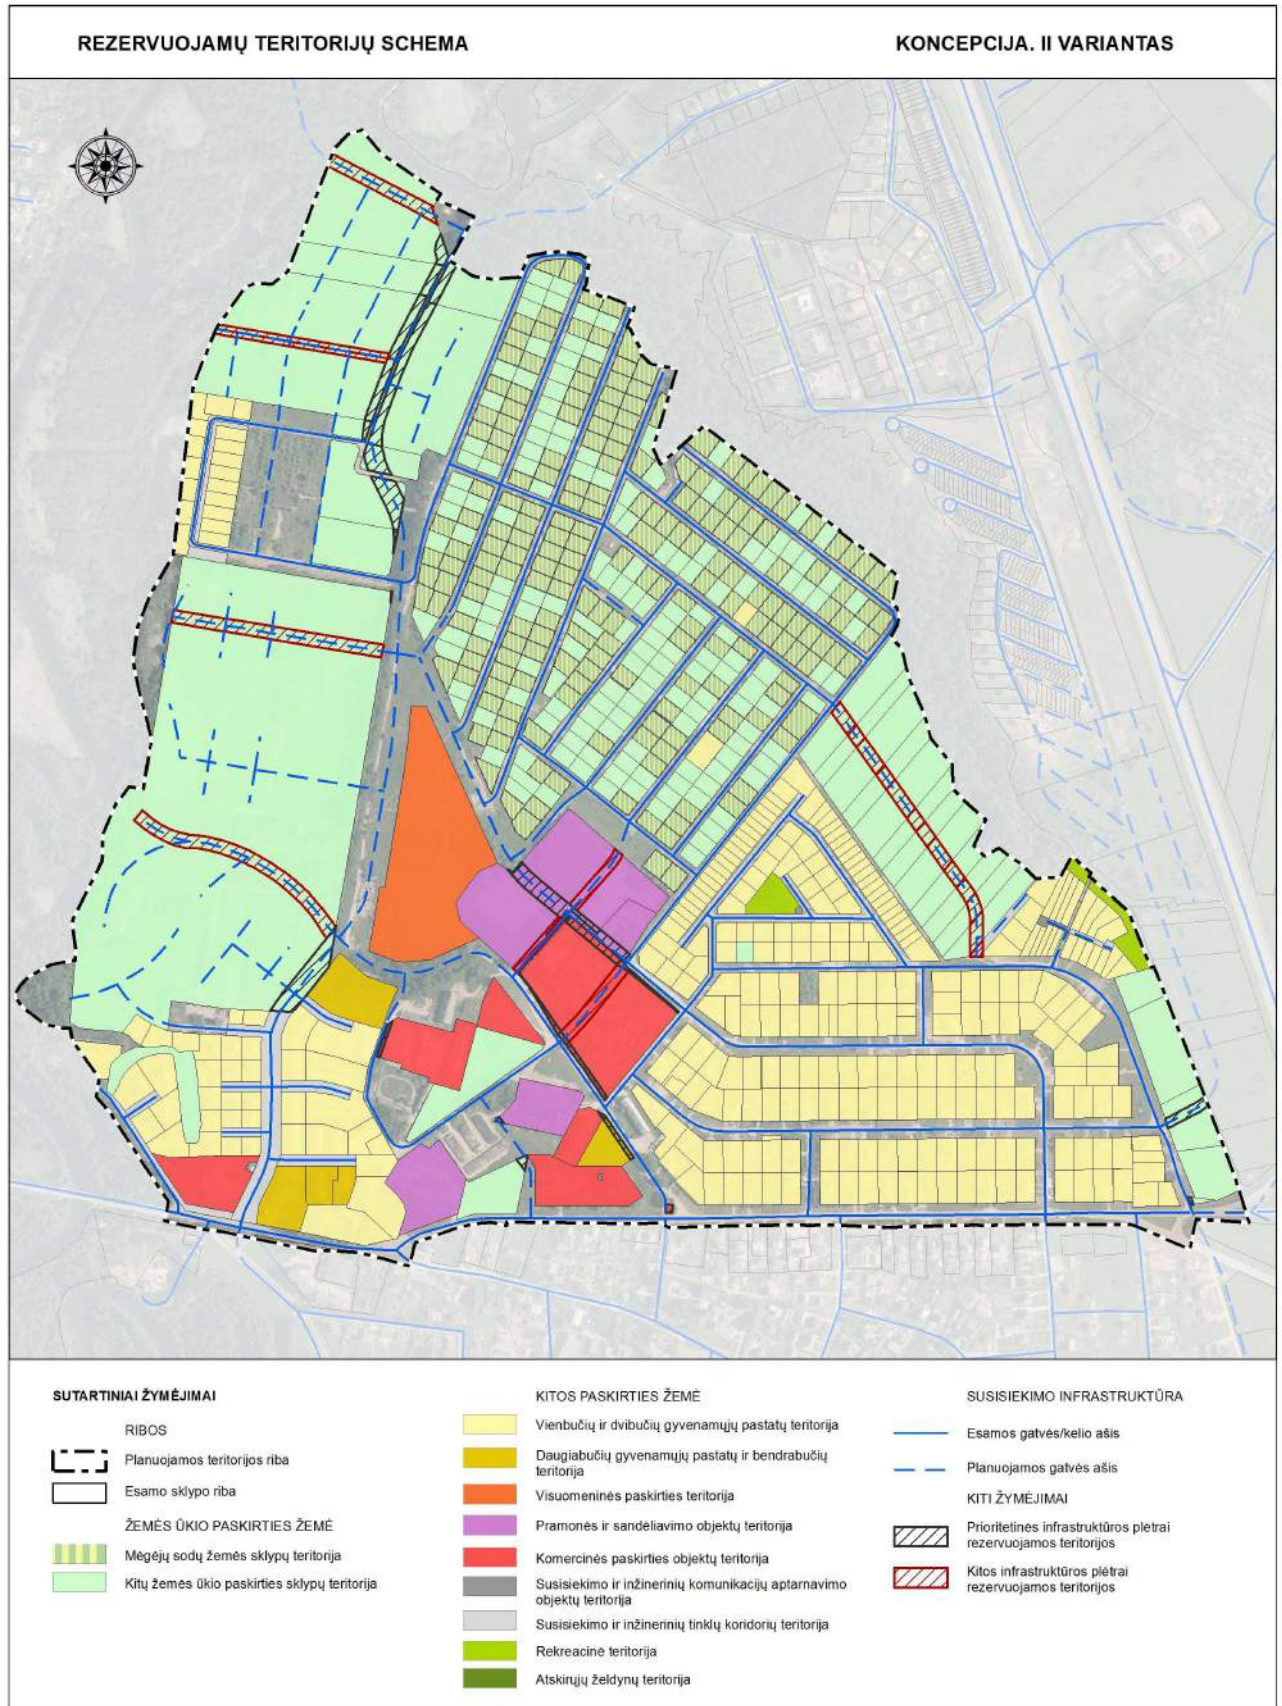 REZERVUOJAMŲ TERITORIJŲ SCHEMA
KONCEPCIJA. II VARIANTAS
SUTARTINIAI ŽYMĖJIMAI
RIBOS
Planuojamos teritorijos riba
Esamo sklypo riba
ŽEMĖS ŪKIO PASKIRTIES ŽEMĖ
Mėgėjų sodų žemės sklypų teritorija
Kitų žemės ūkio paskirties sklypų teritorija
KITOS PASKIRTIES ŽEMĖ
Vienbučių ir dvibučių gyvenamųjų pastatų teritorija
Daugiabučių gyvenamųjų pastatų ir bendrabučių
teritorija
Visuomeninės paskirties teritorija
Pramonės ir sandėliavimo objektų teritorija
Komercinės paskirties objektų teritorija
Susisiekimo ir inžinerinių komunikacijų aptarnavimo
objektų teritorija
Susisiekimo ir inžinerinių tinklų koridorių teritorija
Rekreacinė teritorija
Atskirųjų želdynų teritorija
SUSISIEKIMO INFRASTRUKTŪRA
Esamos gatvės/kelio ašis
Planuojamos gatvės ašis
KITI ŽYMĖJIMAI
Prioritetinės infrastruktūros plėtrai
rezervuojamos teritorijos
Kitos infrastruktūros plėtrai
rezervuojamos teritorijos